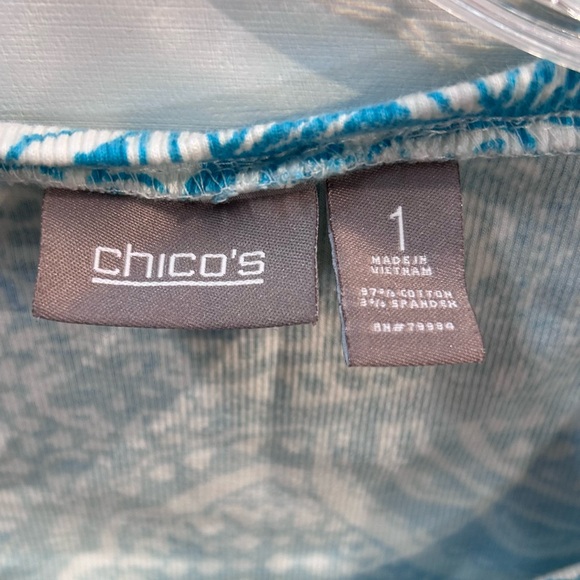 chico's
1
MADE IN
VIETNAM
97% COTTON
3% SPANDEX
RN#79990